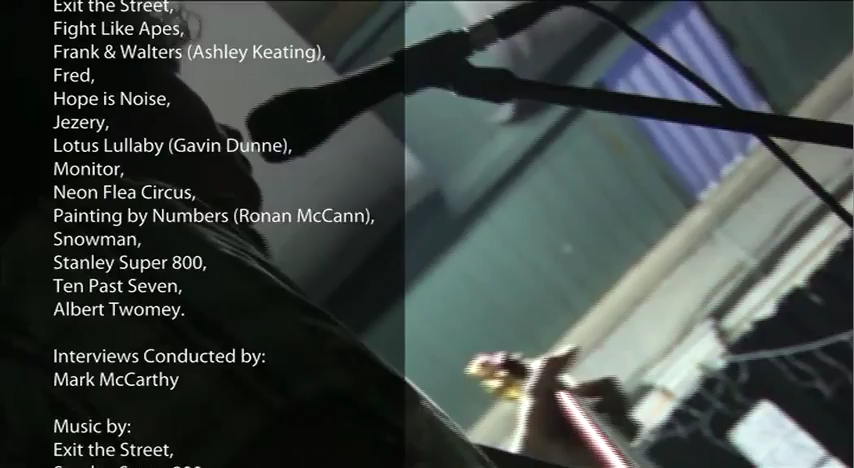 Exit the Street,
Fight Like Apes,
Frank & Walters (Ashley Keating),
Fred,
Hope is Noise,
Jezery,
Lotus Lullaby (Gavin Dunne),
Monitor,
Neon Flea Circus,
Painting by Numbers (Ronan McCann),
Snowman,
Stanley Super 800,
Ten Past Seven,
Albert Twomey.
Interviews Conducted by:
Mark McCarthy
Music by:
Exit the Street,